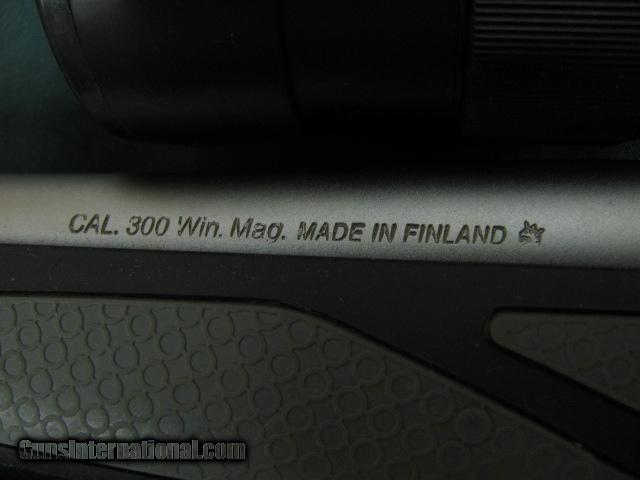 CAL. 300 Win. Mag. MADE IN FINLAND
GunsInternational.com